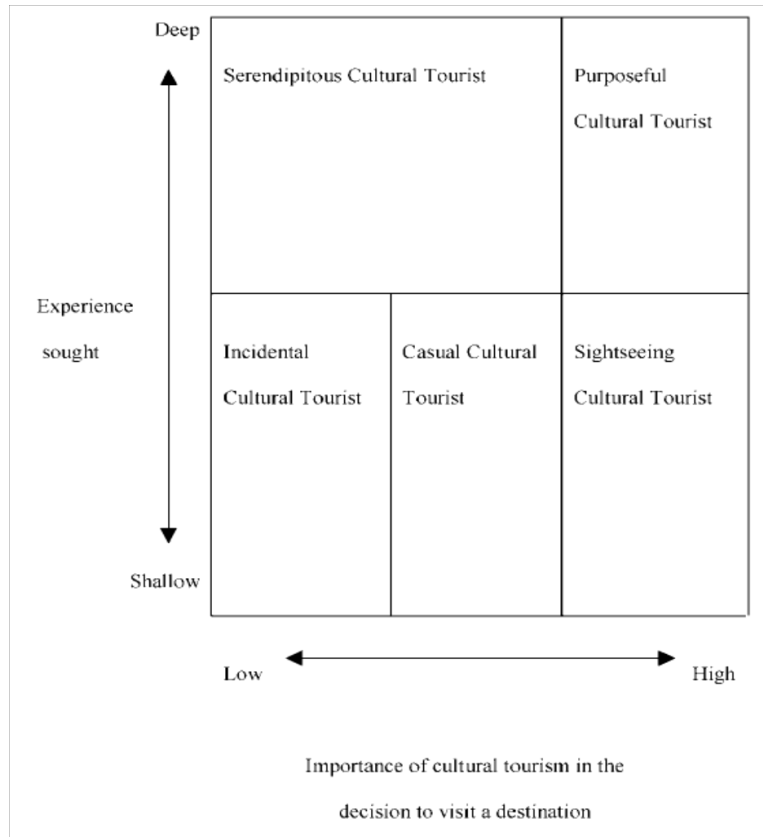 Deep
Serendipitous Cultural Tourist
Purposeful
Cultural Tourist
Experience
sought
Incidental
Cultural Tourist
Casual Cultural
Tourist
Sightseeing
Cultural Tourist
Shallow
Low
High
Importance of cultural tourism in the
decision to visit a destination